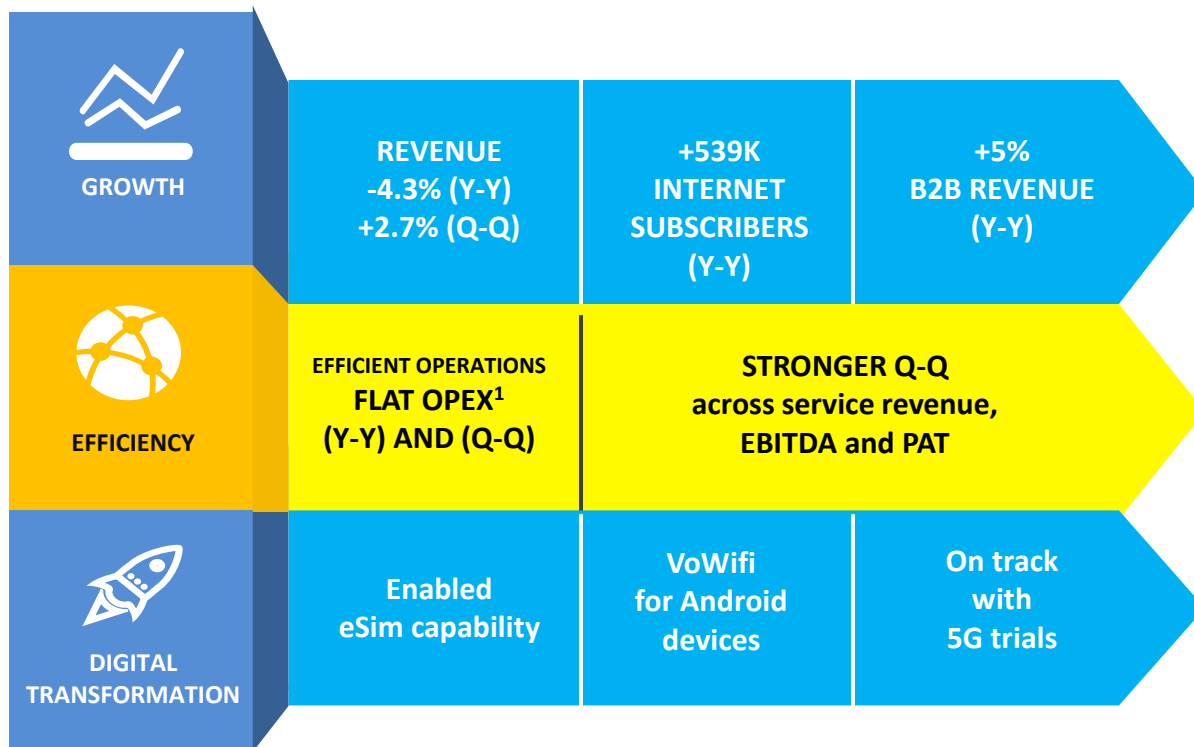 GROWTH
REVENUE
-4.3% (Y-Y)
+2.7% (Q-Q)
+539K
INTERNET
SUBSCRIBERS
(Y-Y)
+5%
B2B REVENUE
(Y-Y)
EFFICIENCY
EFFICIENT OPERATIONS
FLAT OPEX¹
(Y-Y) AND (Q-Q)
STRONGER Q-Q
across service revenue,
EBITDA and PAT
DIGITAL
TRANSFORMATION
Enabled
eSim capability
VoWifi
for Android
devices
On track
with
5G trials